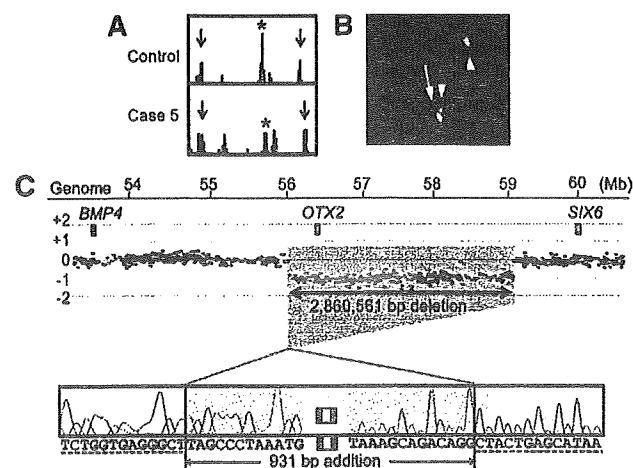 A
B
Control
Case 5
C
Genome 54 55 56 57 58 59 60 (Mb)
BMP4 OTX2 SIX6
+2
+1
0
-1
-2
2,860,561 bp deletion
TCTGGTGAGGGCTTAGCCCTAAATG TAAAGCAGACAGGCTACTGAGCATAA
931 bp addition